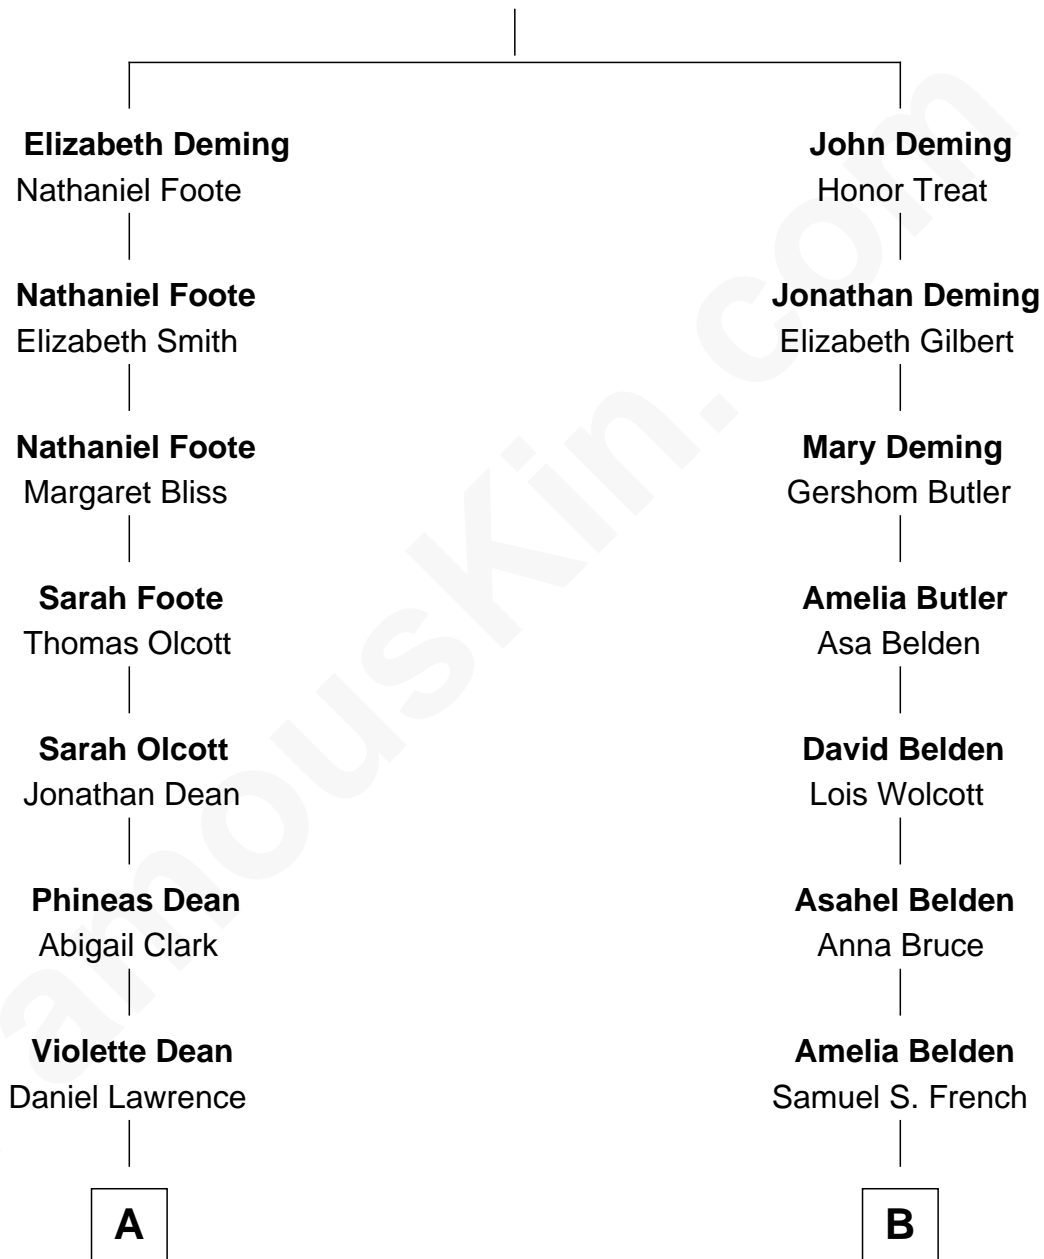 Elizabeth Deming
Nathaniel Foote
Nathaniel Foote
Elizabeth Smith
Nathaniel Foote
Margaret Bliss
Sarah Foote
Thomas Olcott
Sarah Olcott
Jonathan Dean
Phineas Dean
Abigail Clark
Violette Dean
Daniel Lawrence
A
John Deming
Honor Treat
Jonathan Deming
Elizabeth Gilbert
Mary Deming
Gershom Butler
Amelia Butler
Asa Belden
David Belden
Lois Wolcott
Asahel Belden
Anna Bruce
Amelia Belden
Samuel S. French
B
amousKin.com